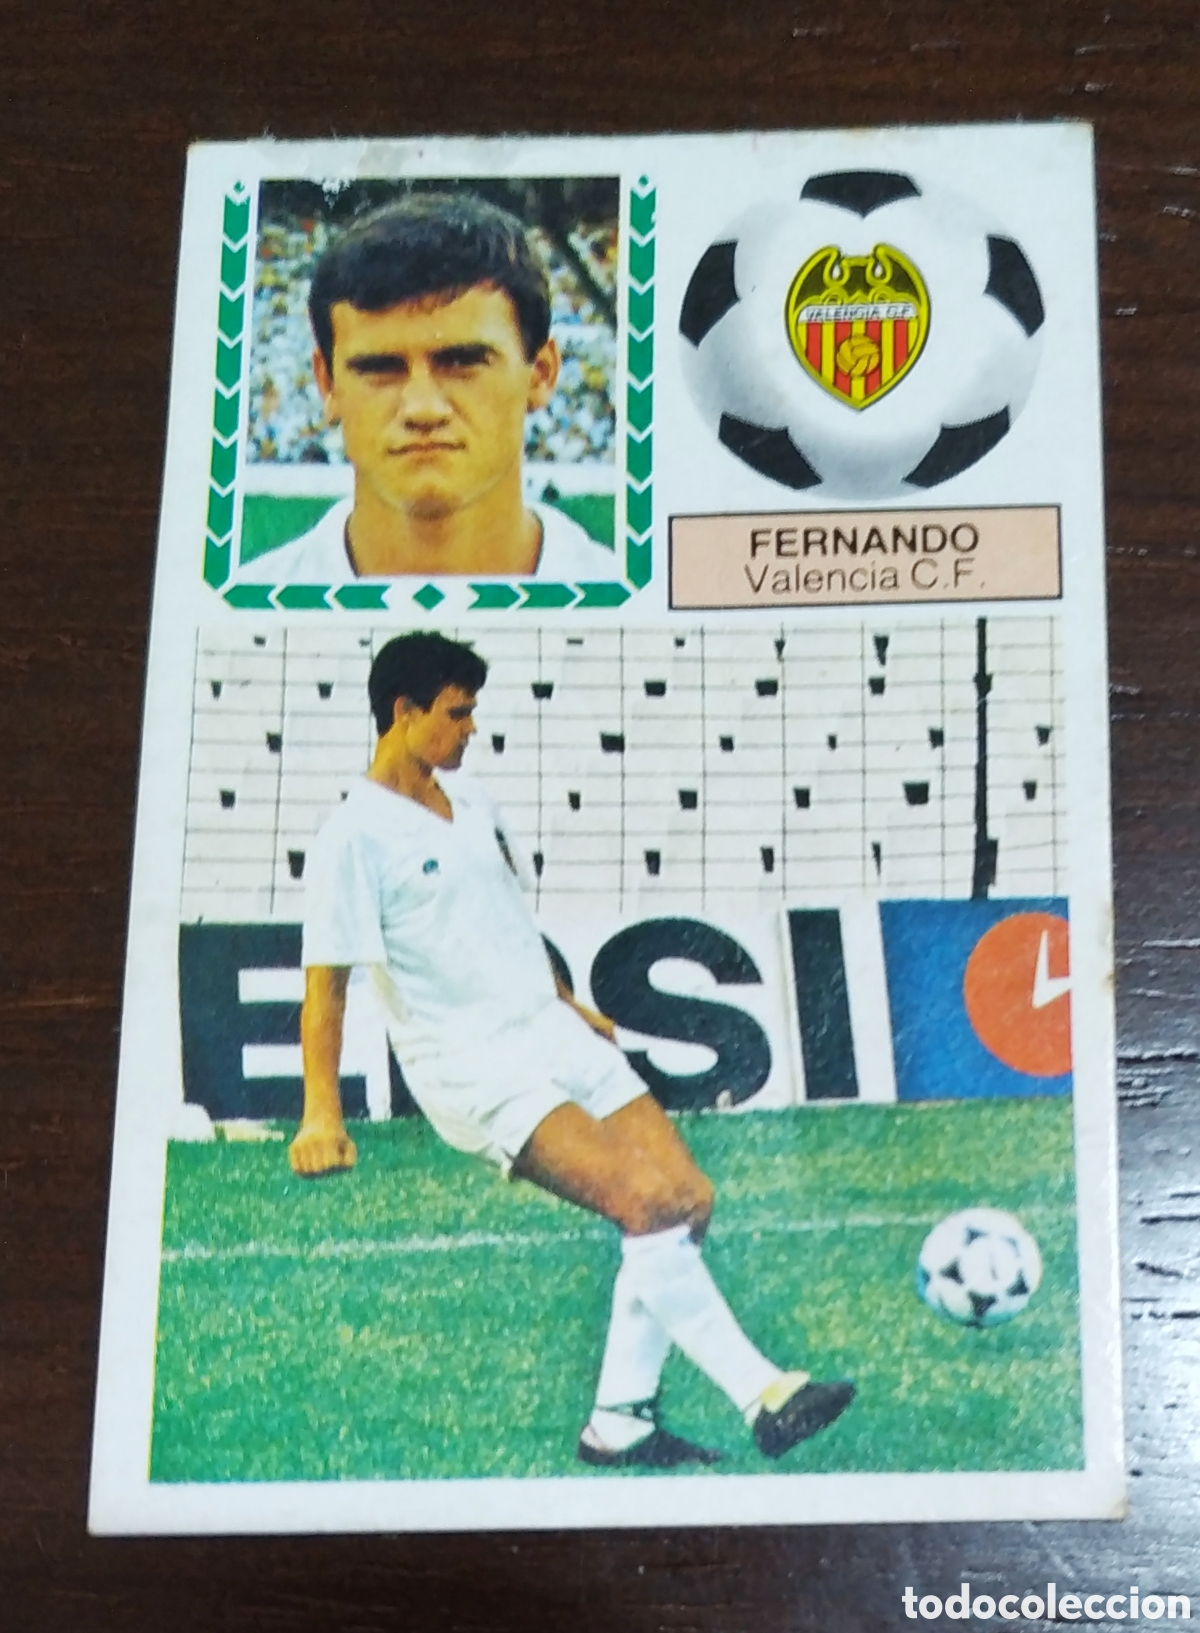 VALENCIA C.F.
FERNANDO
Valencia C.F.
EPSI
todocoleccion